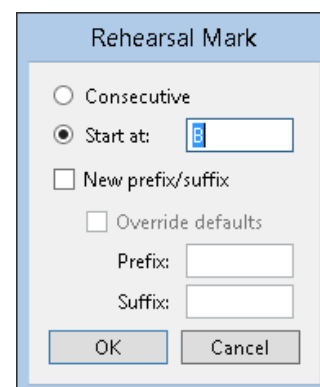 Rehearsal Mark
Consecutive
Start at: B
New prefix/suffix
Override defaults
Prefix:
Suffix:
OK Cancel